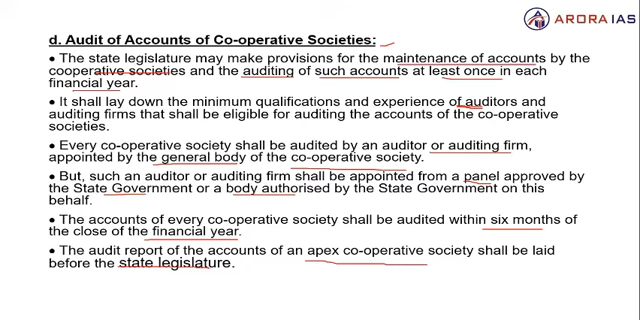 ARORA IAS
d. Audit of Accounts of Co-operative Societies:
• The state legislature may make provisions for the maintenance of accounts by the
cooperative societies and the auditing of such accounts at least once in each
financial year.
• It shall lay down the minimum qualifications and experience of auditors and
auditing firms that shall be eligible for auditing the accounts of the co-operative
societies.
• Every co-operative society shall be audited by an auditor or auditing firm,
appointed by the general body of the co-operative society.
• But, such an auditor or auditing firm shall be appointed from a panel approved by
the State Government or a body authorised by the State Government on this
behalf.
• The accounts of every co-operative society shall be audited within six months of
the close of the financial year.
• The audit report of the accounts of an apex co-operative society shall be laid
before the state legislature.